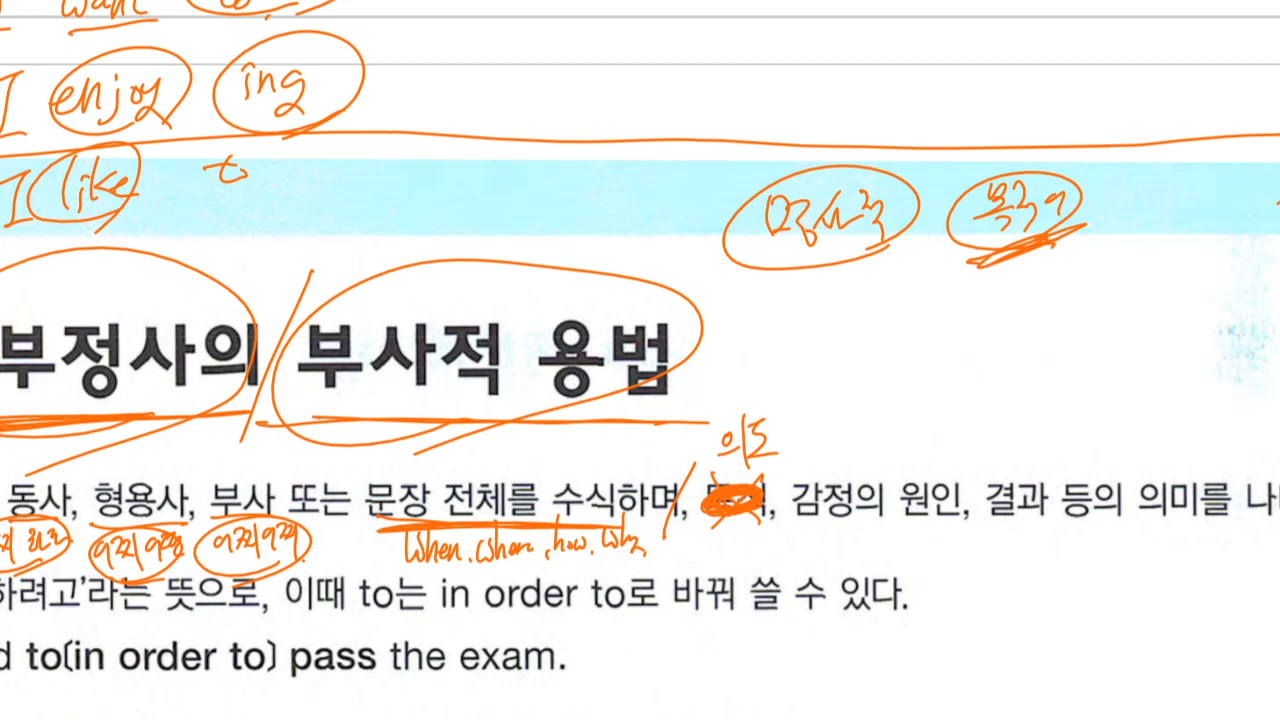 want to
I enjoy ing
I like to
명사적 목적어
부정사의 / 부사적 용법
의도
동사, 형용사, 부사 또는 문장 전체를 수식하며, 감정의 원인, 결과 등의 의미를 나
when. where. how. why
하려고'라는 뜻으로, 이때 to는 in order to로 바꿔 쓸 수 있다.
to(in order to) pass the exam.